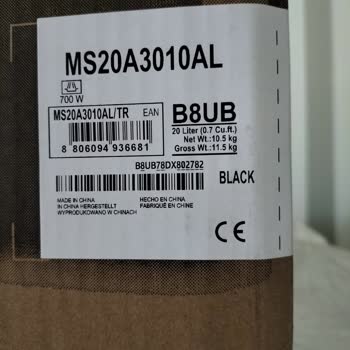 MS20A3010AL
700 W
MS20A3010AL/TR EAN
8 806094 936681
B8UB
20 Liter (0.7 Cu.ft.)
Net Wt.:10.5 kg
Gross Wt.:11.5 kg
B8UB78DX802782
BLACK
MADE IN CHINA
IN CHINA HERGESTELLT
WYPRODUKOWANO W CHINACH
HECHO EN CHINA
FABRIQUÉ EN CHINE
CE